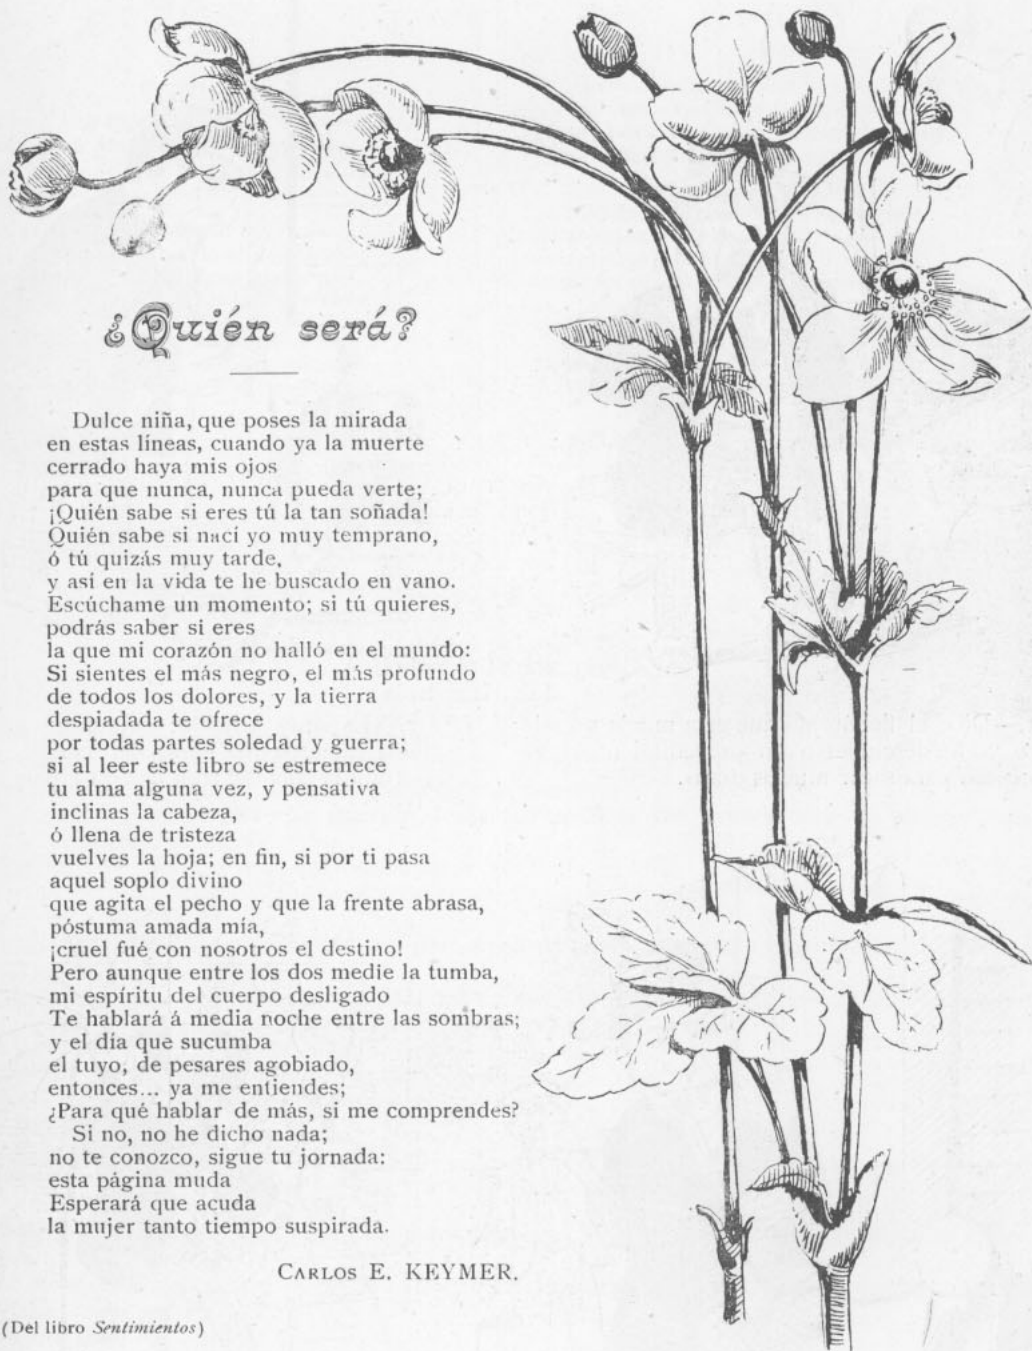 ¿Quién será?
Dulce niña, que poses la mirada
en estas líneas, cuando ya la muerte
cerrado haya mis ojos
para que nunca, nunca pueda verte;
¡Quién sabe si eres tú la tan soñada!
Quién sabe si nací yo muy temprano,
ó tú quizás muy tarde,
y asi en la vida te he buscado en vano.
Escúchame un momento; si tú quieres,
podrás saber si eres
la que mi corazón no halló en el mundo:
Si sientes el más negro, el más profundo
de todos los dolores, y la tierra
despiadada te ofrece
por todas partes soledad y guerra;
si al leer este libro se estremece
tu alma alguna vez, y pensativa
inclinas la cabeza,
ó llena de tristeza
vuelves la hoja; en fin, si por ti pasa
aquel soplo divino
que agita el pecho y que la frente abrasa,
póstuma amada mía,
¡cruel fué con nosotros el destino!
Pero aunque entre los dos medie la tumba,
mi espíritu del cuerpo desligado
Te hablará á media noche entre las sombras;
y el día que sucumba
el tuyo, de pesares agobiado,
entonces... ya me entiendes;
¿Para qué hablar de más, si me comprendes?
Si no, no he dicho nada;
no te conozco, sigue tu jornada:
esta página muda
Esperará que acuda
la mujer tanto tiempo suspirada.
CARLOS E. KEYMER.
(Del libro Sentimientos)